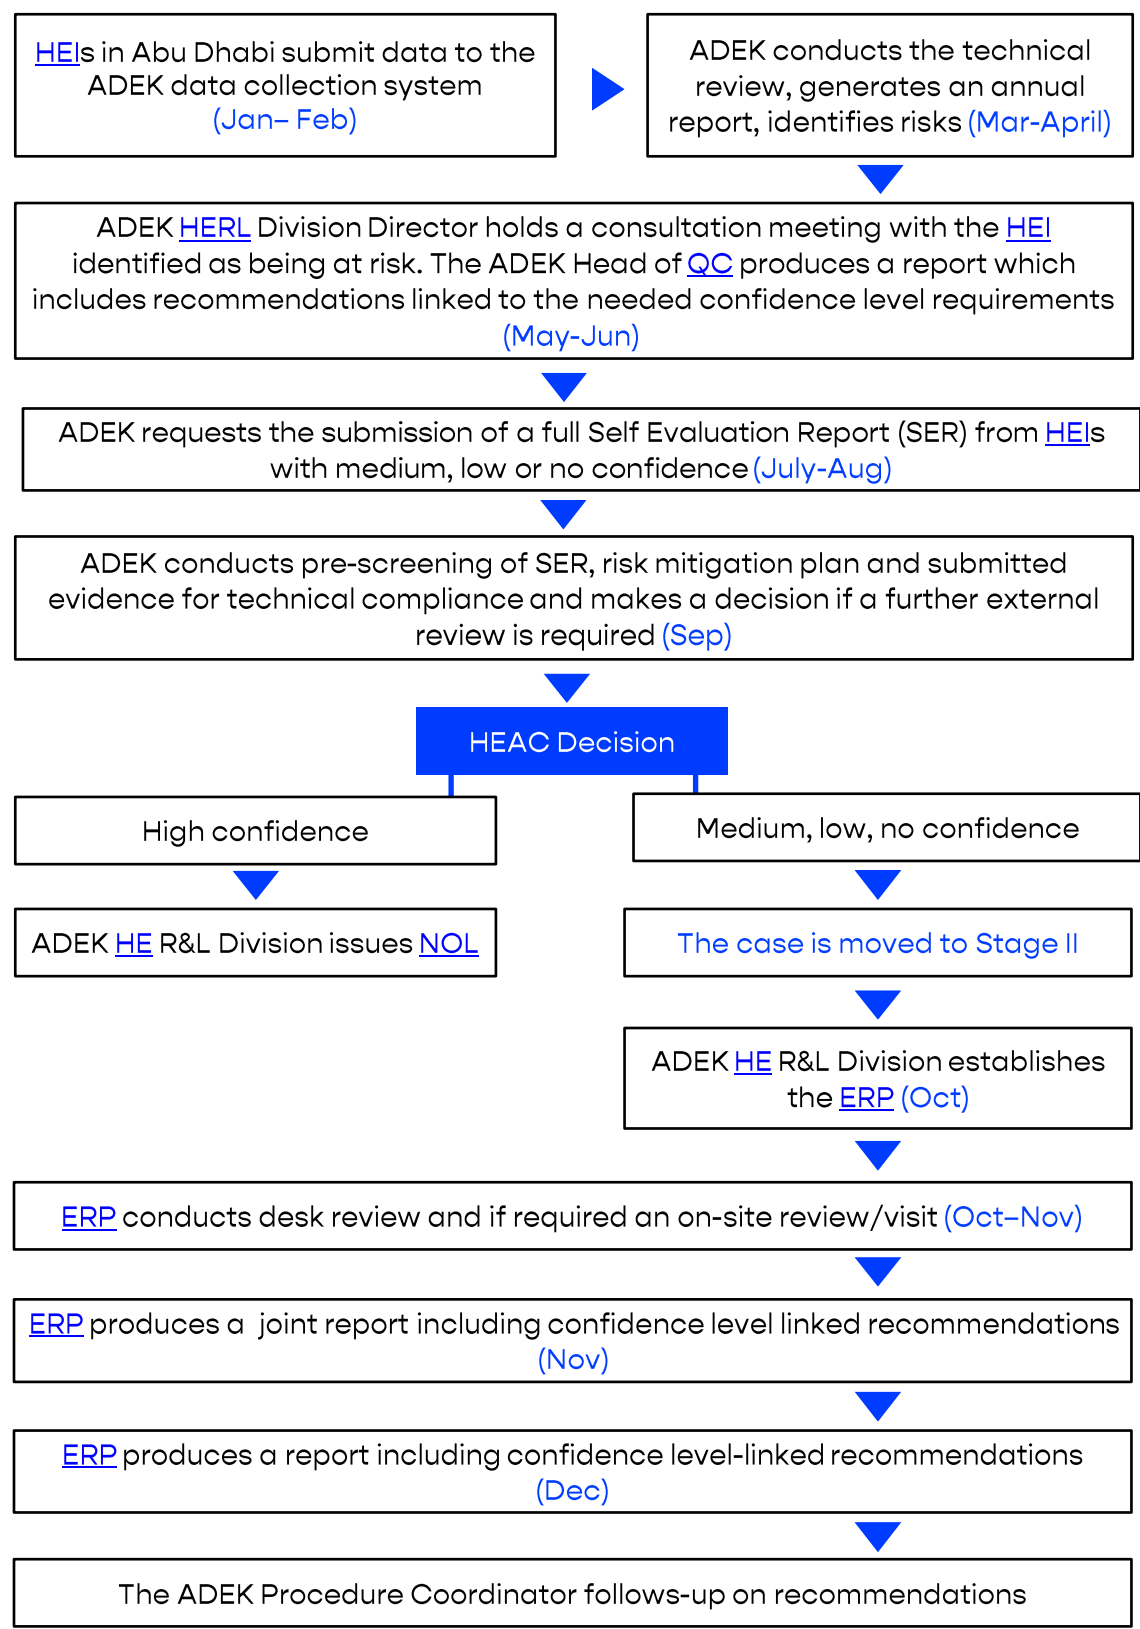 HEIs in Abu Dhabi submit data to the
ADEK data collection system
(Jan– Feb)
ADEK conducts the technical
review, generates an annual
report, identifies risks (Mar-April)
ADEK HERL Division Director holds a consultation meeting with the HEI
identified as being at risk. The ADEK Head of QC produces a report which
includes recommendations linked to the needed confidence level requirements
(May-Jun)
ADEK requests the submission of a full Self Evaluation Report (SER) from HEIs
with medium, low or no confidence (July-Aug)
ADEK conducts pre-screening of SER, risk mitigation plan and submitted
evidence for technical compliance and makes a decision if a further external
review is required (Sep)
HEAC Decision
High confidence
Medium, low, no confidence
ADEK HE R&L Division issues NOL
The case is moved to Stage II
ADEK HE R&L Division establishes
the ERP (Oct)
ERP conducts desk review and if required an on-site review/visit (Oct–Nov)
ERP produces a joint report including confidence level linked recommendations
(Nov)
ERP produces a report including confidence level-linked recommendations
(Dec)
The ADEK Procedure Coordinator follows-up on recommendations